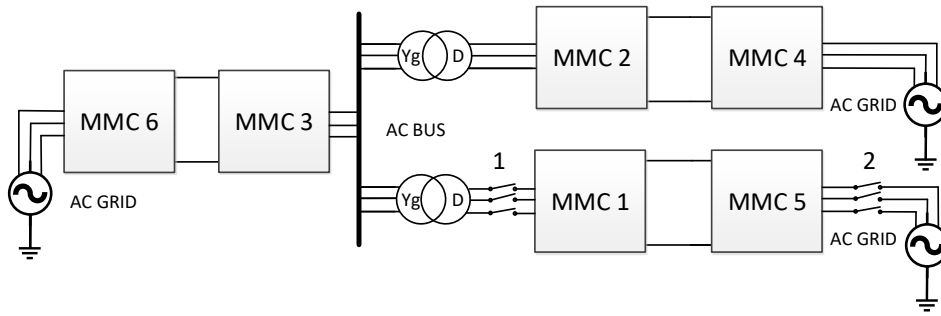 Yg D
MMC 2
MMC 4
MMC 6
MMC 3
AC BUS
AC GRID
1
2
Yg D
MMC 1
MMC 5
AC GRID
AC GRID